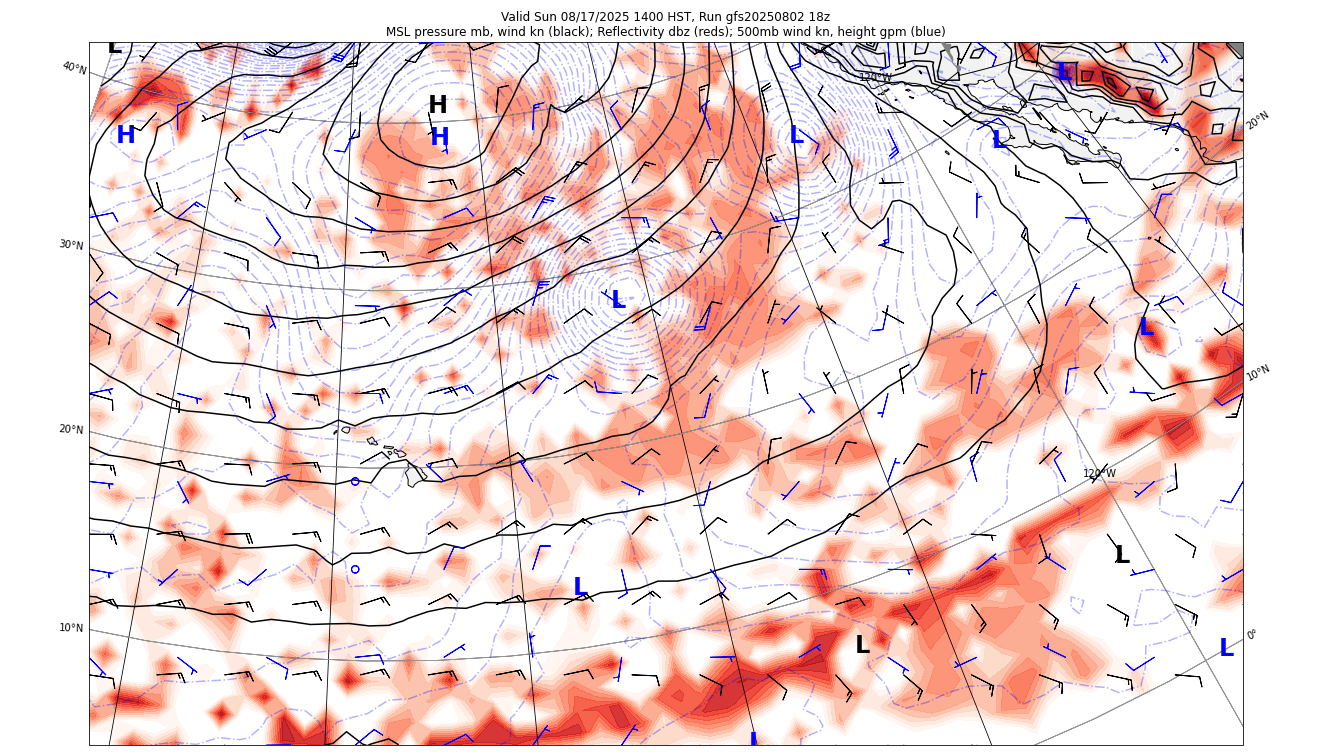 Valid Sun 08/17/2025 1400 HST, Run gfs20250802 18z
MSL pressure mb, wind kn (black); Reflectivity dbz (reds); 500mb wind kn, height gpm (blue)
L
40°N
120°W
L
H
H
H
L
L
20°N
30°N
L
L
10°N
20°N
120°W
L
L
10°N
L
L
0°
L